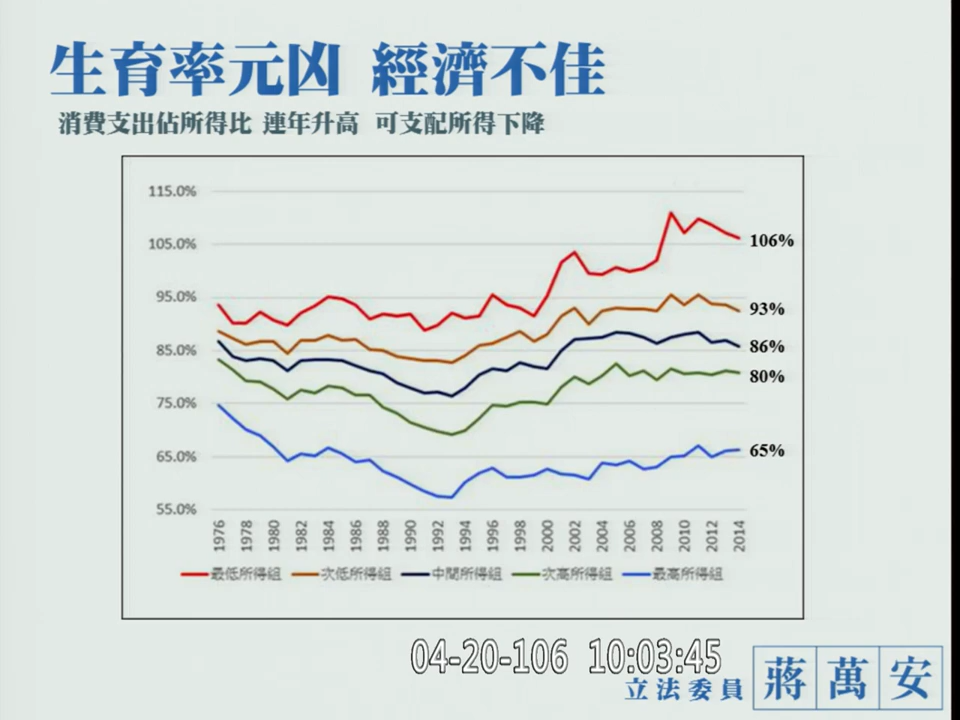 生育率元凶 經濟不佳
消費支出佔所得比 連年升高 可支配所得下降
115.0%
105.0%
95.0%
85.0%
75.0%
65.0%
55.0%
106%
93%
86%
80%
65%
1976 1978 1980 1982 1984 1986 1988 1990 1992 1994 1996 1998 2000 2002 2004 2006 2008 2010 2012 2014
最低所得組 次低所得組 中間所得組 次高所得組 最高所得組
04-20-106 10:03:45
立法委員 蔣萬安